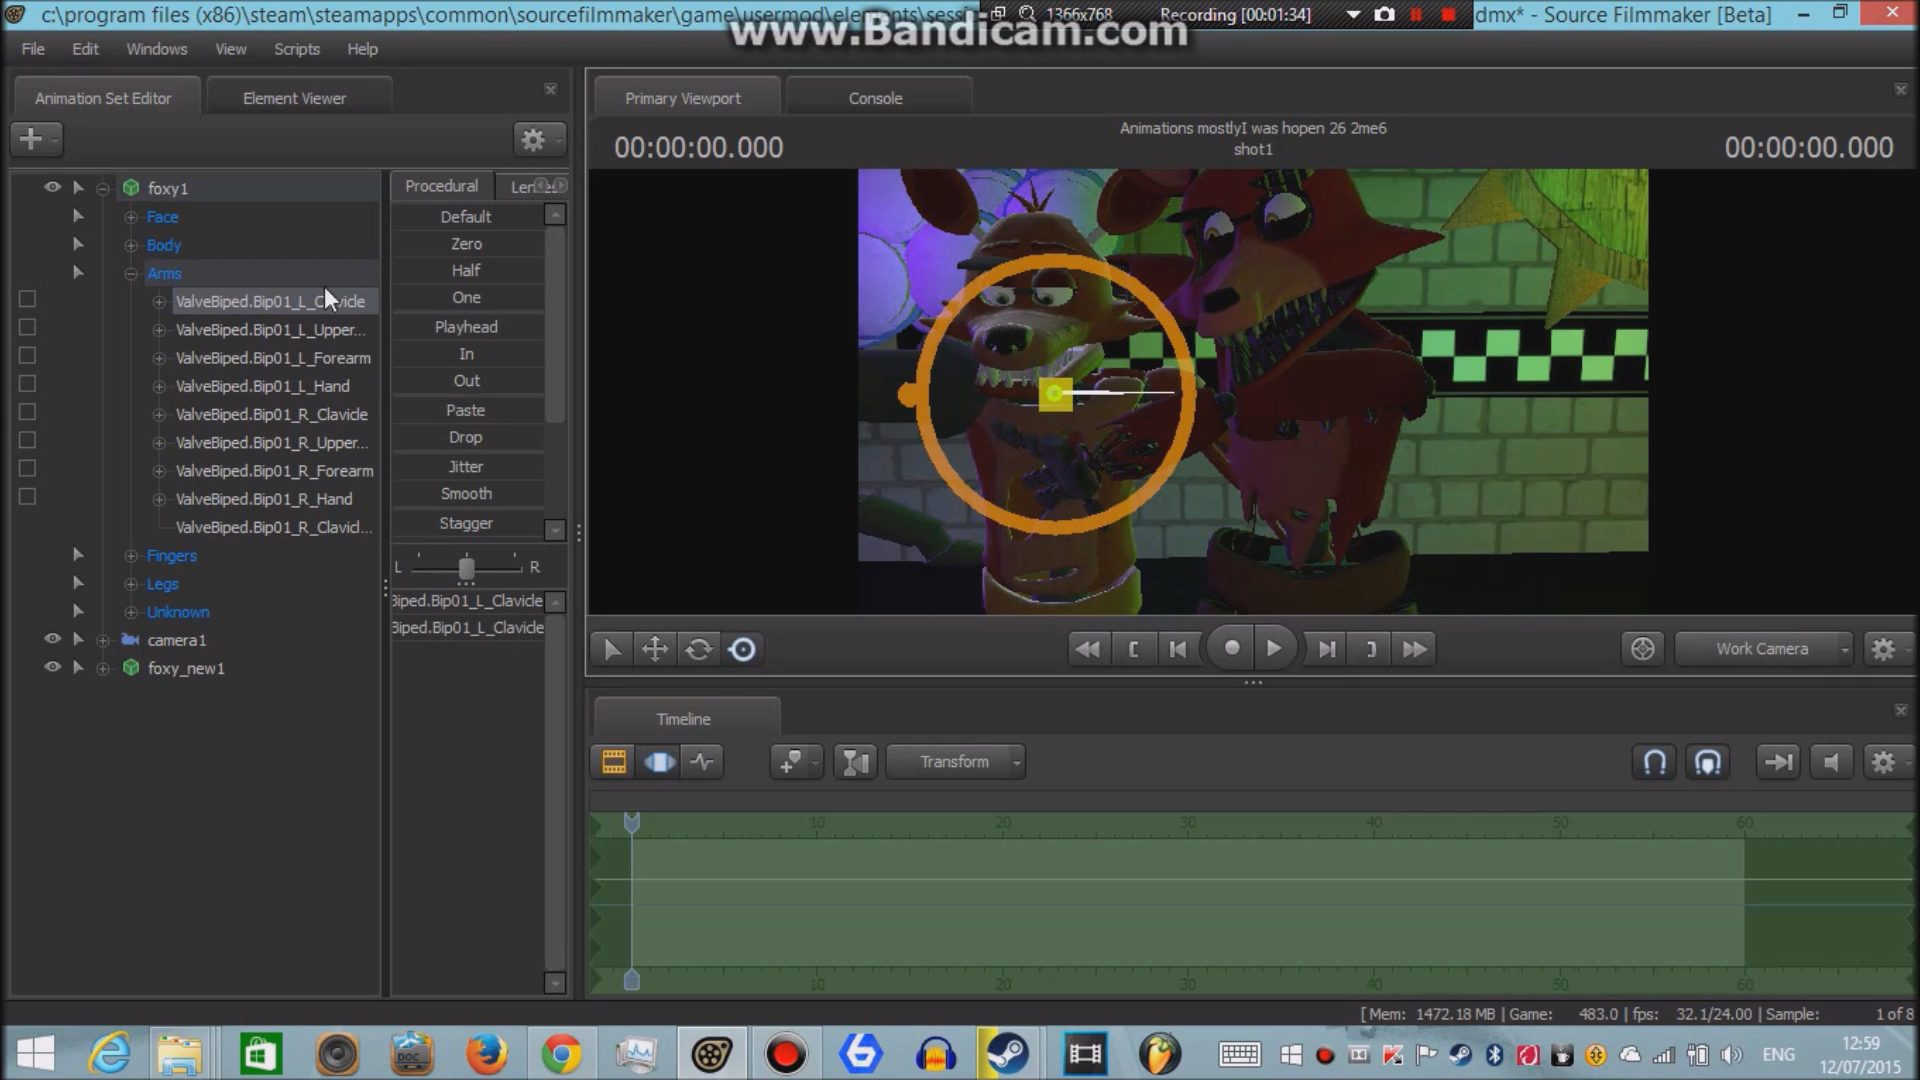 c:\program files (x86)\steam\steamapps\common\sourcefilmmaker\game\usermod\elements\sessi
1366x768
Recording [00:01:34]
dmx* - Source Filmmaker [Beta]
www.Bandicam.com
File
Edit
Windows
View
Scripts
Help
Animation Set Editor
Element Viewer
Primary Viewport
Console
00:00:00.000
Animations mostlyI was hopen 26 2me6
shot1
00:00:00.000
foxy1
Face
Body
Arms
ValveBiped.Bip01_L_Clavicle
ValveBiped.Bip01_L_Upper...
ValveBiped.Bip01_L_Forearm
ValveBiped.Bip01_L_Hand
ValveBiped.Bip01_R_Clavicle
ValveBiped.Bip01_R_Upper...
ValveBiped.Bip01_R_Forearm
ValveBiped.Bip01_R_Hand
ValveBiped.Bip01_R_Clavicl...
Fingers
Legs
Unknown
camera1
foxy_new1
Procedural
Default
Zero
Half
One
Playhead
In
Out
Paste
Drop
Jitter
Smooth
Stagger
L
R
Biped.Bip01_L_Clavicle
Biped.Bip01_L_Clavicle
Work Camera
Timeline
Transform
10
20
30
40
50
60
10
20
30
40
50
60
[ Mem: 1472.18 MB | Game: 483.0 | fps: 32.1/24.00 | Sample: 1 of 8
DOC
ENG
12:59
12/07/2015